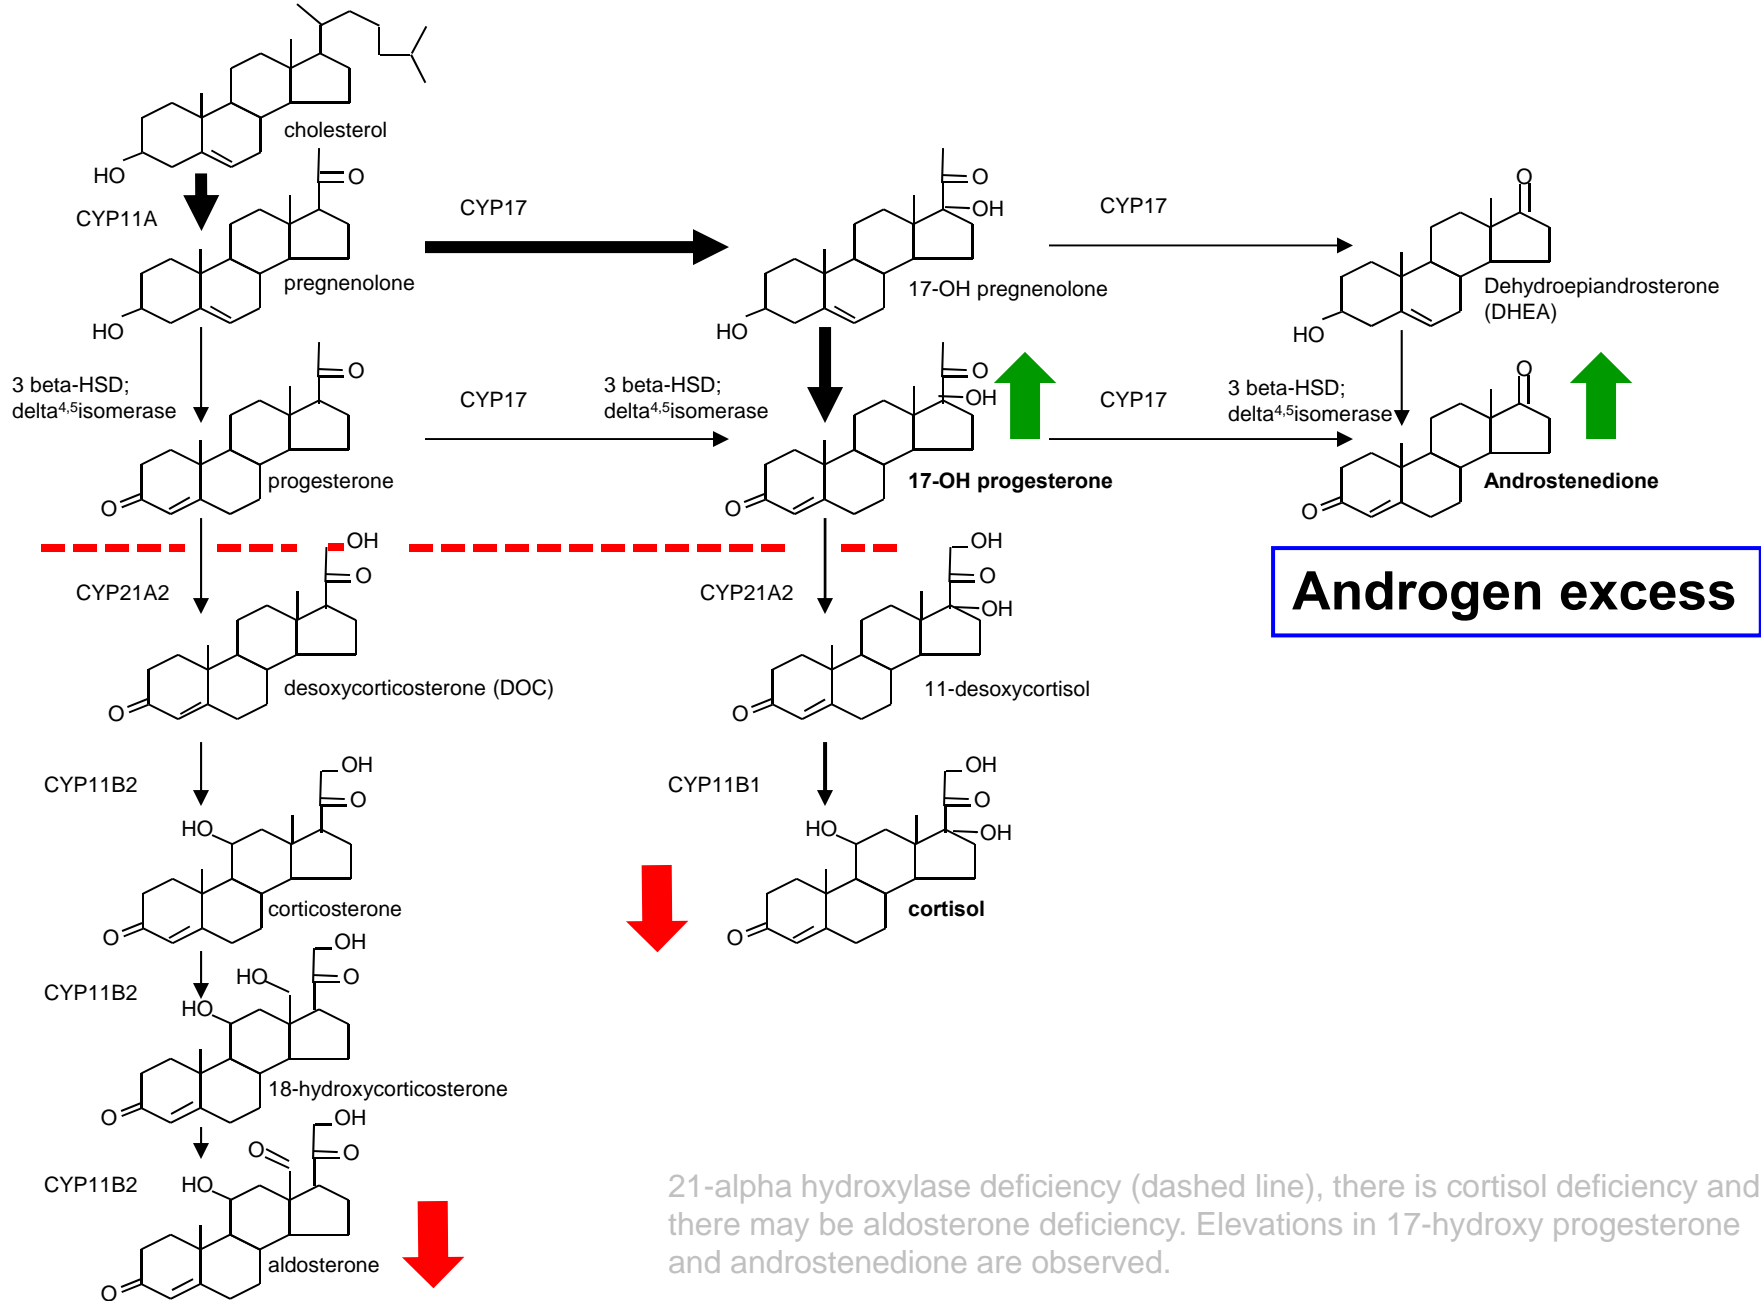 cholesterol
HO
CYP11A
O
pregnenolone
HO
CYP17
O
OH
17-OH pregnenolone
HO
CYP17
O
Dehydroepiandrosterone
(DHEA)
HO
3 beta-HSD;
delta4,5isomerase
O
progesterone
O
CYP17
3 beta-HSD;
delta4,5isomerase
O
OH
17-OH progesterone
O
CYP17
3 beta-HSD;
delta4,5isomerase
O
Androstenedione
O
Androgen excess
CYP21A2
OH
O
desoxycorticosterone (DOC)
O
CYP21A2
OH
O
OH
11-desoxycortisol
O
CYP11B2
OH
O
HO
corticosterone
O
CYP11B1
OH
O
HO
OH
cortisol
O
CYP11B2
OH
HO
O
HO
18-hydroxycorticosterone
O
CYP11B2
OH
O
O
HO
aldosterone
O
21-alpha hydroxylase deficiency (dashed line), there is cortisol deficiency and
there may be aldosterone deficiency. Elevations in 17-hydroxy progesterone
and androstenedione are observed.